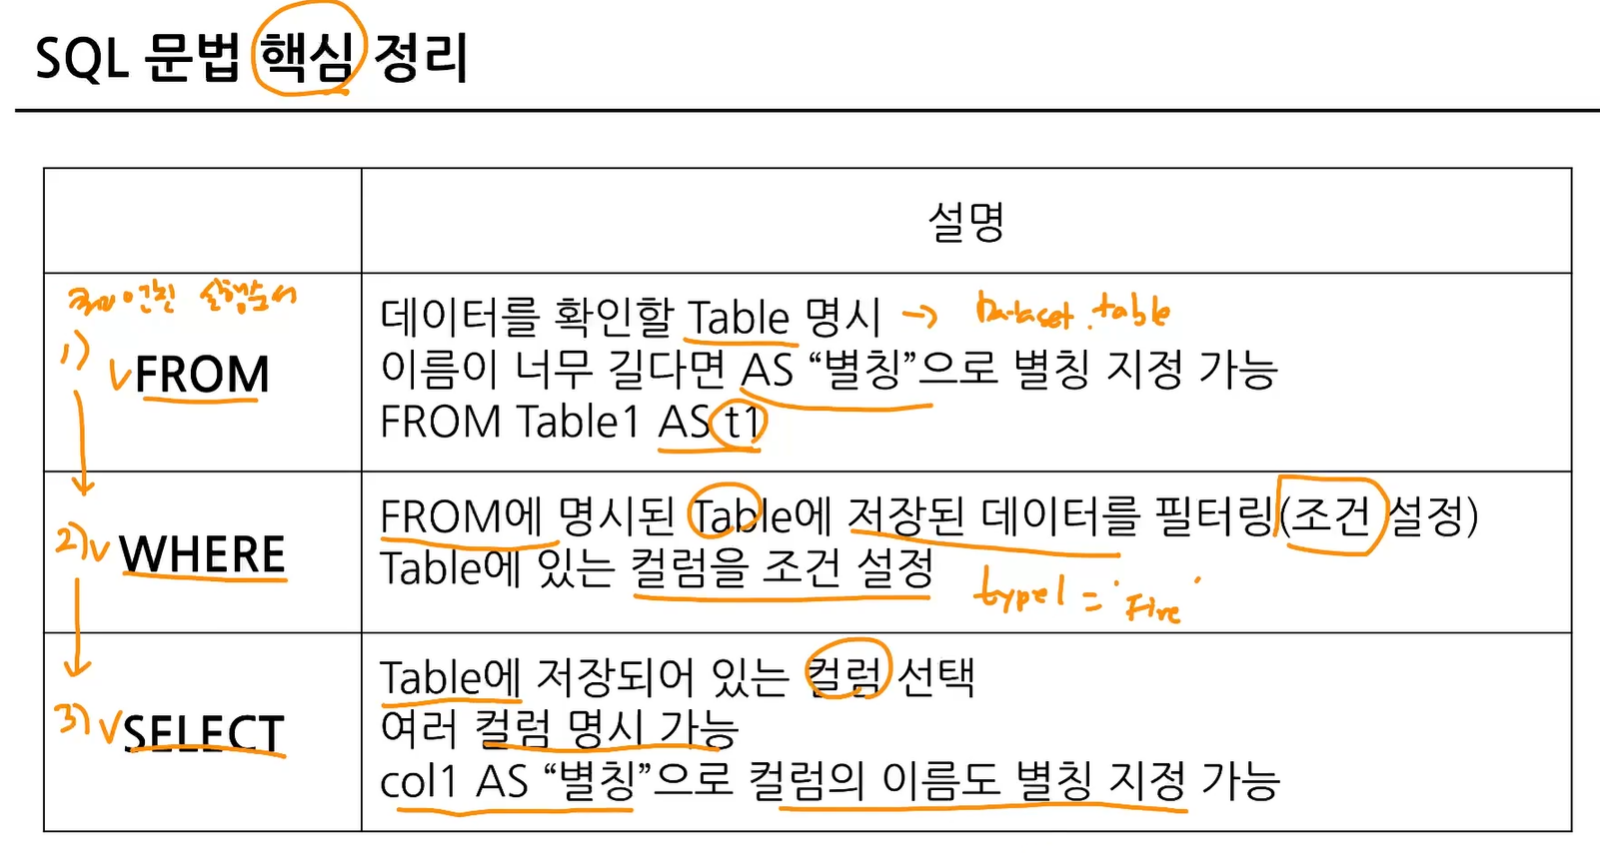 SQL 문법 핵심 정리
설명
쿼리 엔진 실행순서
1)
FROM
데이터를 확인할 Table 명시 → Dataset.table
이름이 너무 길다면 AS “별칭”으로 별칭 지정 가능
FROM Table1 AS t1
2)
WHERE
FROM에 명시된 Table에 저장된 데이터를 필터링(조건 설정)
Table에 있는 컬럼을 조건 설정
type1 = 'Fire'
3)
SELECT
Table에 저장되어 있는 컬럼 선택
여러 컬럼 명시 가능
col1 AS “별칭”으로 컬럼의 이름도 별칭 지정 가능